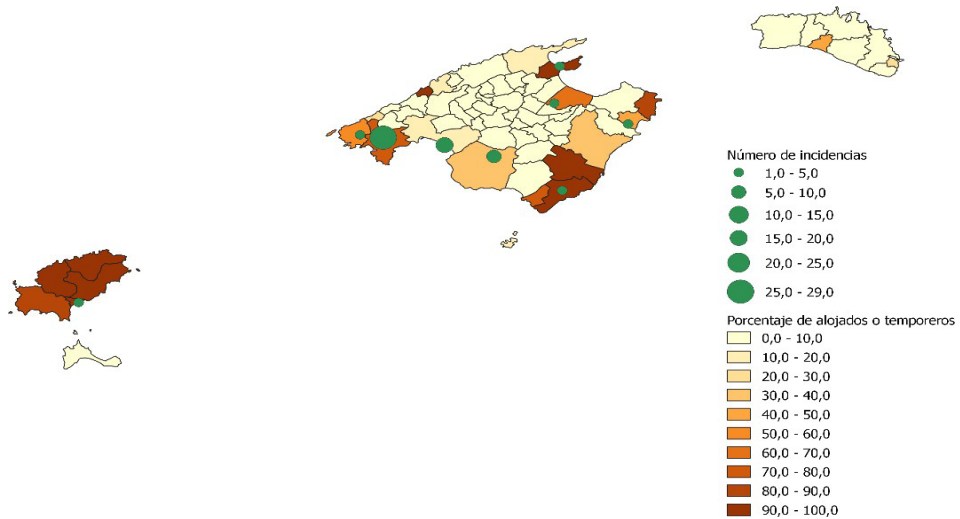 Número de incidencias
1,0 - 5,0
5,0 - 10,0
10,0 - 15,0
15,0 - 20,0
20,0 - 25,0
25,0 - 29,0
Porcentaje de alojados o temporeros
0,0 - 10,0
10,0 - 20,0
20,0 - 30,0
30,0 - 40,0
40,0 - 50,0
50,0 - 60,0
60,0 - 70,0
70,0 - 80,0
80,0 - 90,0
90,0 - 100,0